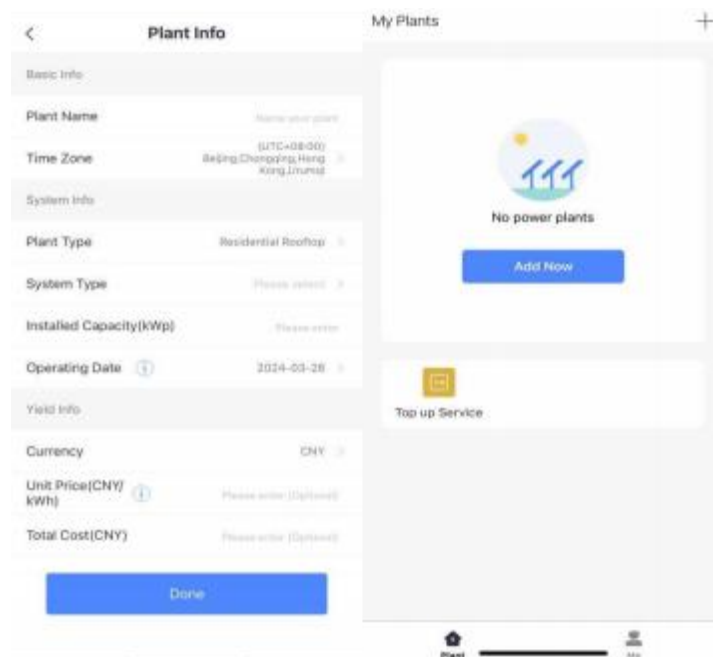 Plant Info
Basic Info
Plant Name
Name your plant
Time Zone
(UTC+08:00)
Beijing,Chongqing,Hong
Kong,Urumqi
System Info
Plant Type
Residential Rooftop
System Type
Please select
Installed Capacity(kWp)
Please enter
Operating Date
2024-03-28
Yield Info
Currency
CNY
Unit Price(CNY/
kWh)
Please enter (Optional)
Total Cost(CNY)
Please enter (Optional)
Done
My Plants
No power plants
Add Now
Top up Service
Plant
Me